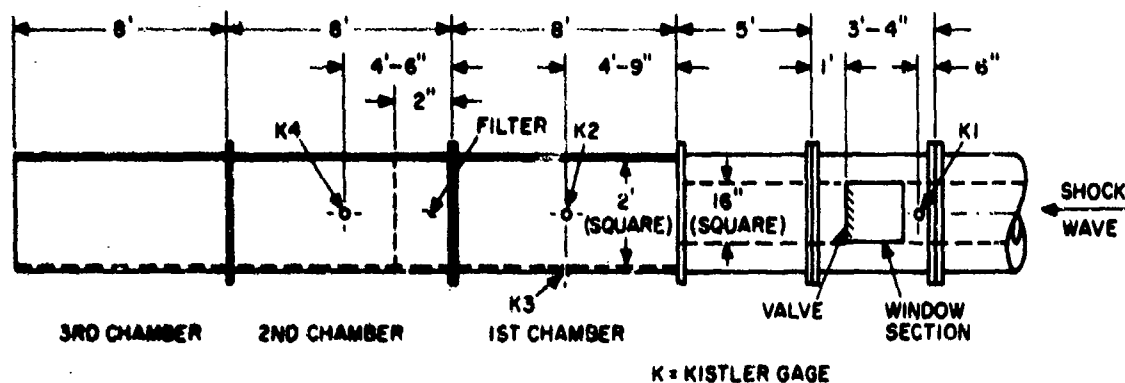 8' 8' 8' 5' 3'-4"
4'-6" 4'-9" 1' 6"
2"
K4 FILTER K2 K1
2' (SQUARE)
16" (SQUARE)
SHOCK WAVE
K3
VALVE WINDOW SECTION
3RD CHAMBER 2ND CHAMBER 1ST CHAMBER
K = KISTLER GAGE